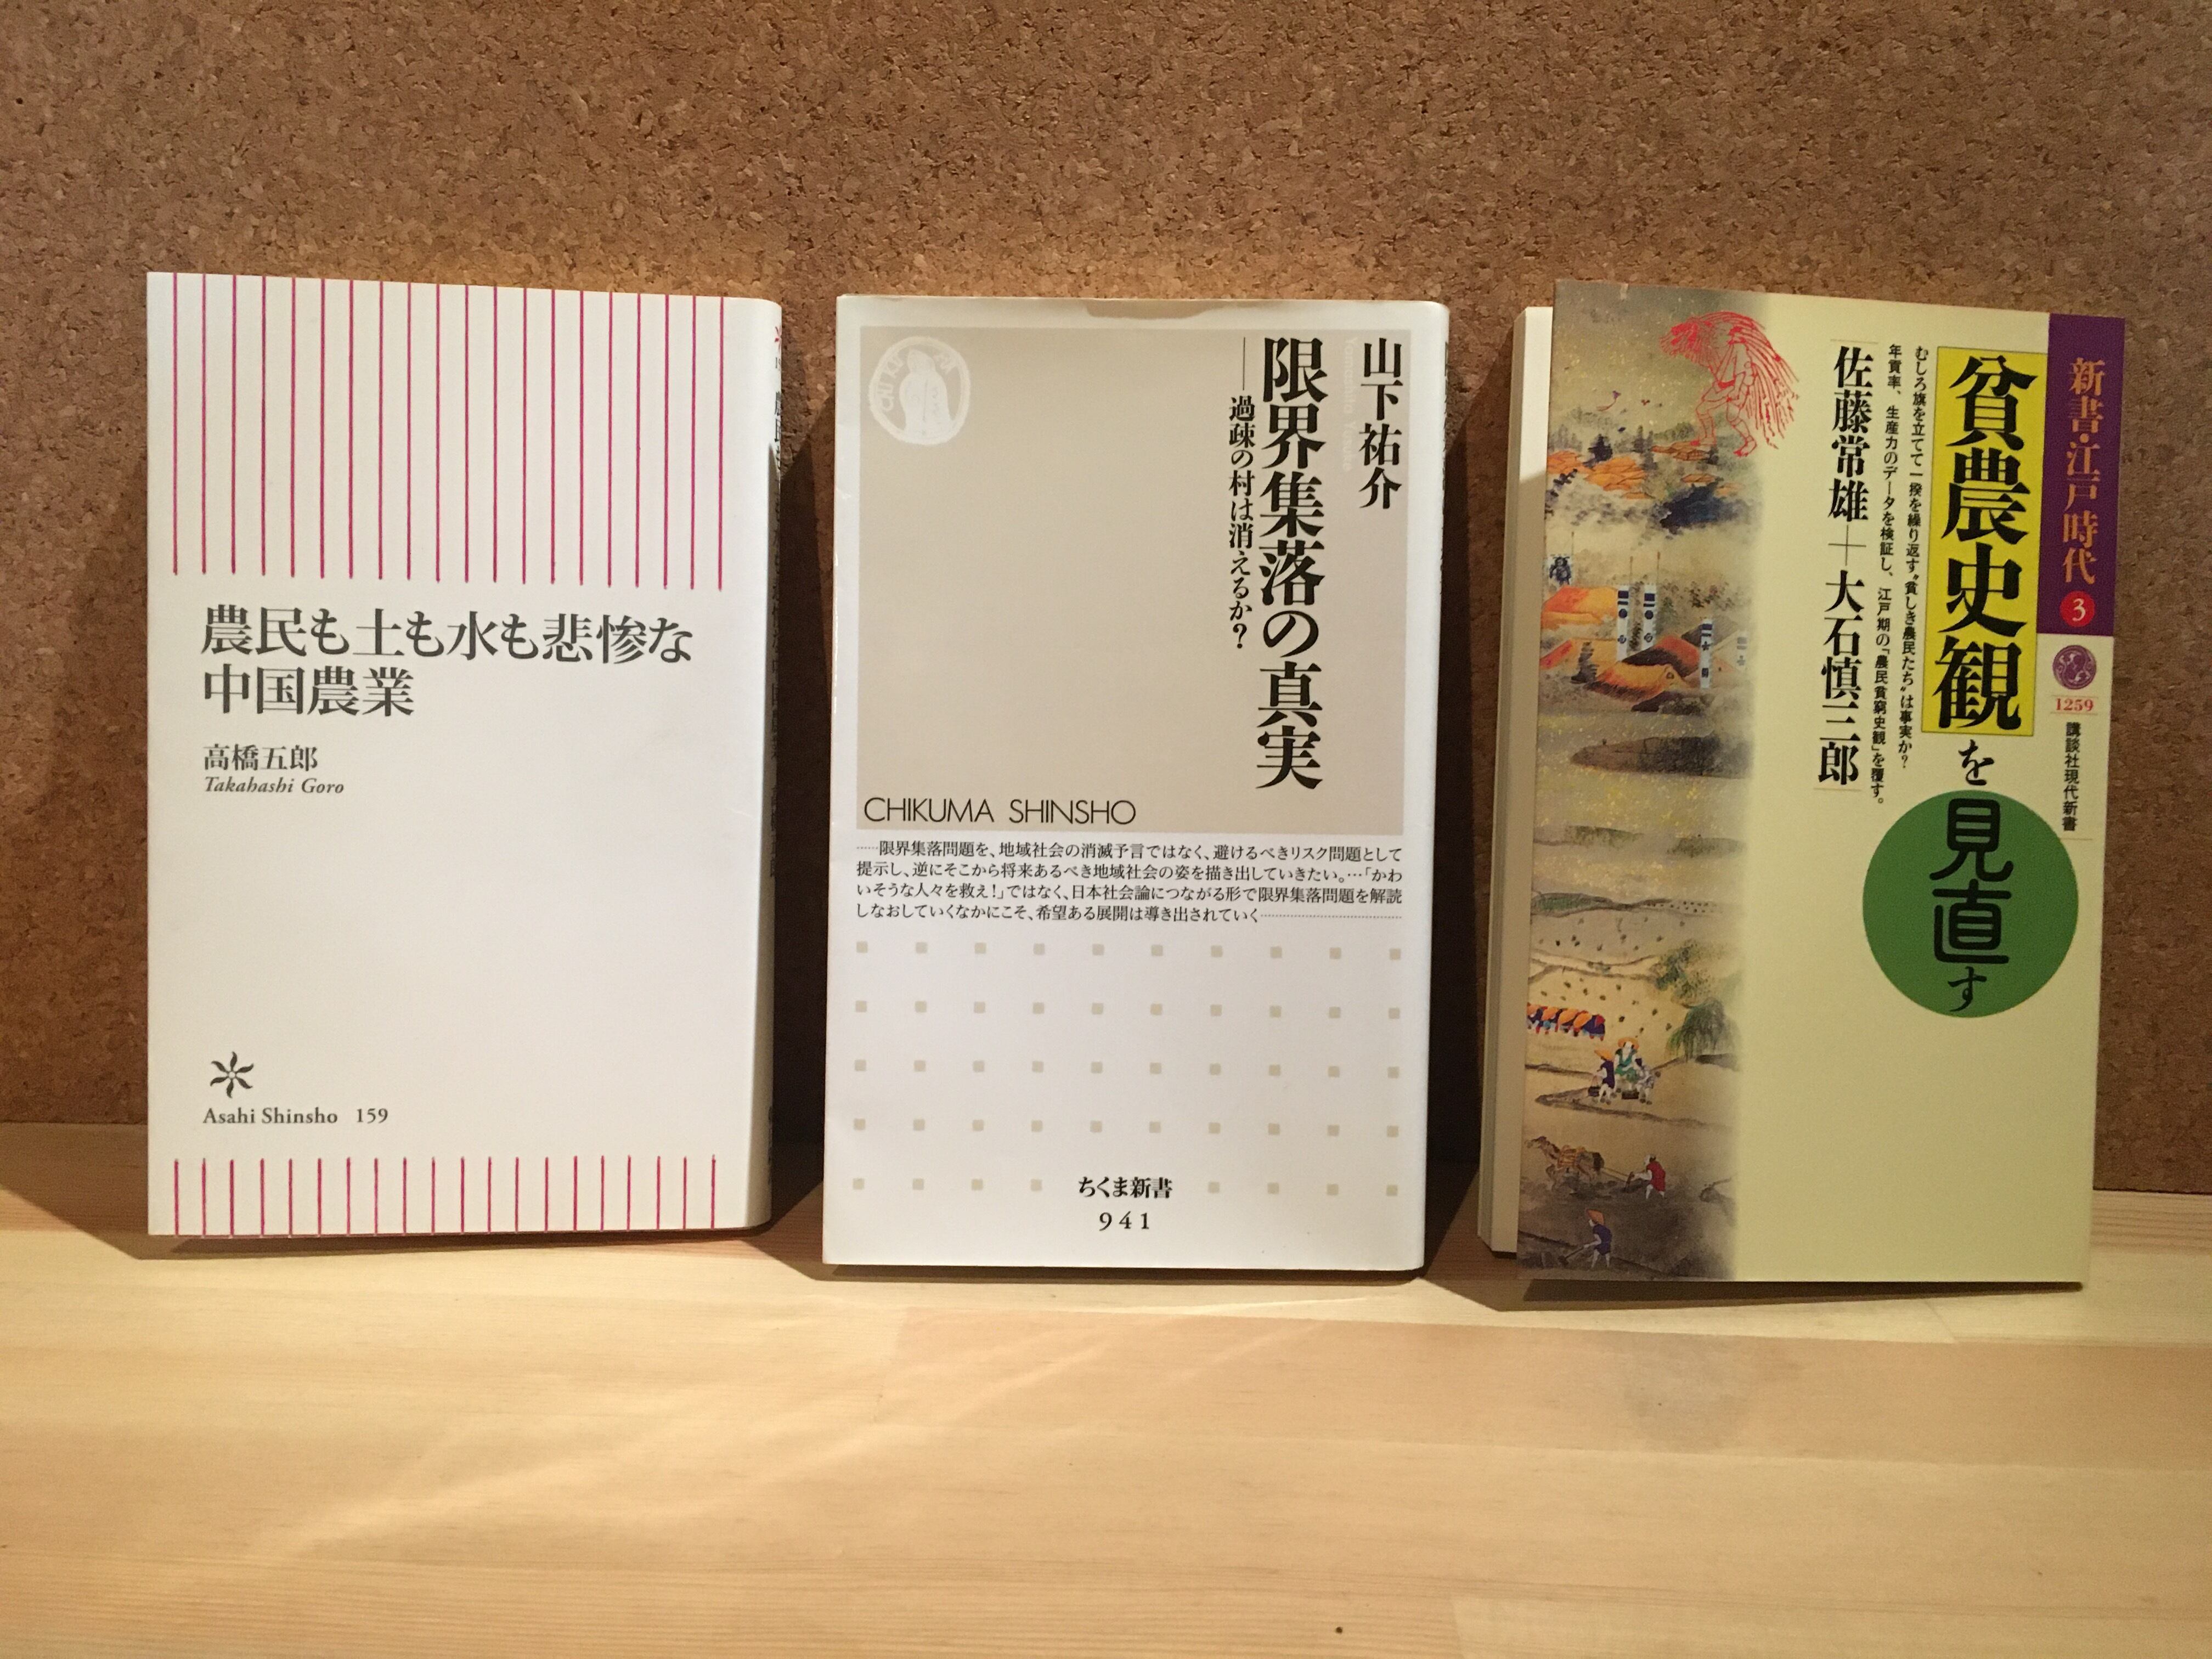 農民も土も水も悲惨な
中国農業
高橋五郎
Takahashi Goro
Asahi Shinsho 159
山下祐介
限界集落の真実
──過疎の村は消えるか?
CHIKUMA SHINSHO
……限界集落問題を、地域社会の消滅予言ではなく、避けるべきリスク問題として
提示し、逆にそこから将来あるべき地域社会の姿を描き出していきたい。…「かわ
いそうな人々を救え!」ではなく、日本社会論につながる形で限界集落問題を解読
しなおしていくなかにこそ、希望ある展開は導き出されていく……………………
ちくま新書
941
新書・江戸時代 3
1259
講談社現代新書
貧農史観を見直す
むしろ旗を立てて一揆を繰り返す〝貧しき農民たち〟は事実か?
年貢率、生産力のデータを検証し、江戸期の「農民貧窮史観」を覆す。
佐藤常雄+大石慎三郎